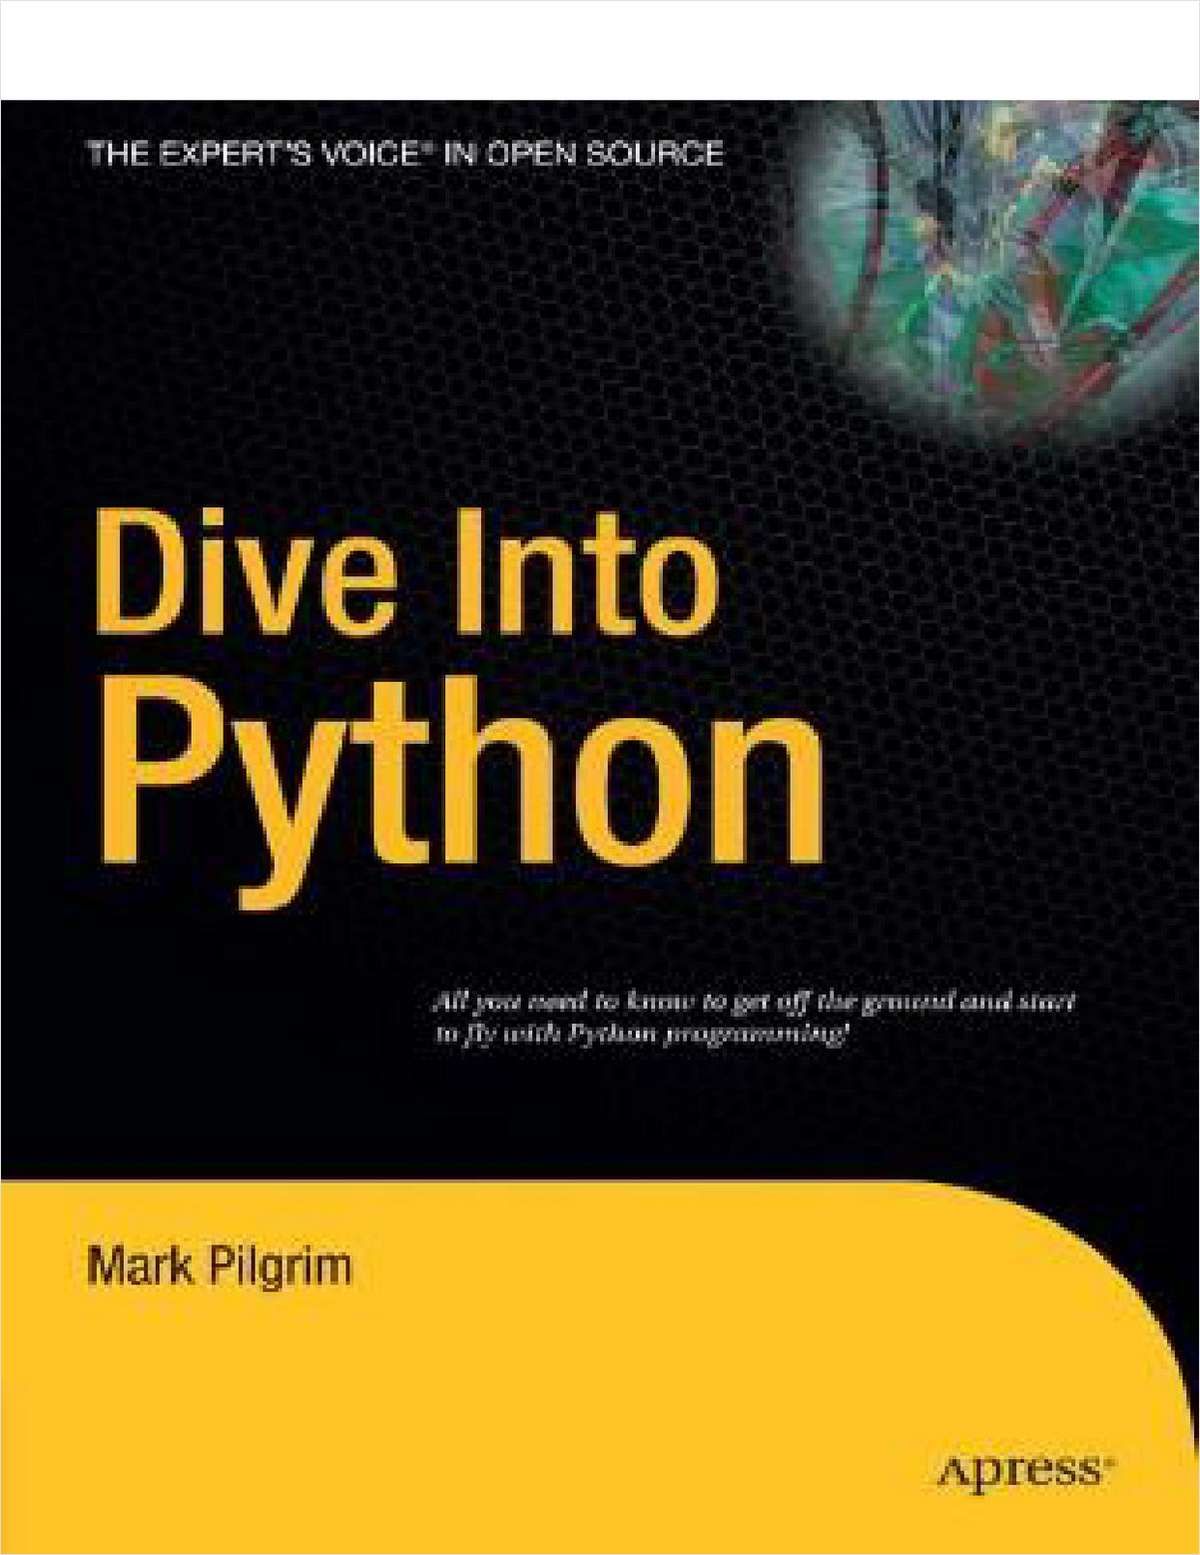 THE EXPERT'S VOICE® IN OPEN SOURCE
Dive Into
Python
All you need to know to get off the ground and start
to fly with Python programming!
Mark Pilgrim
Apress®